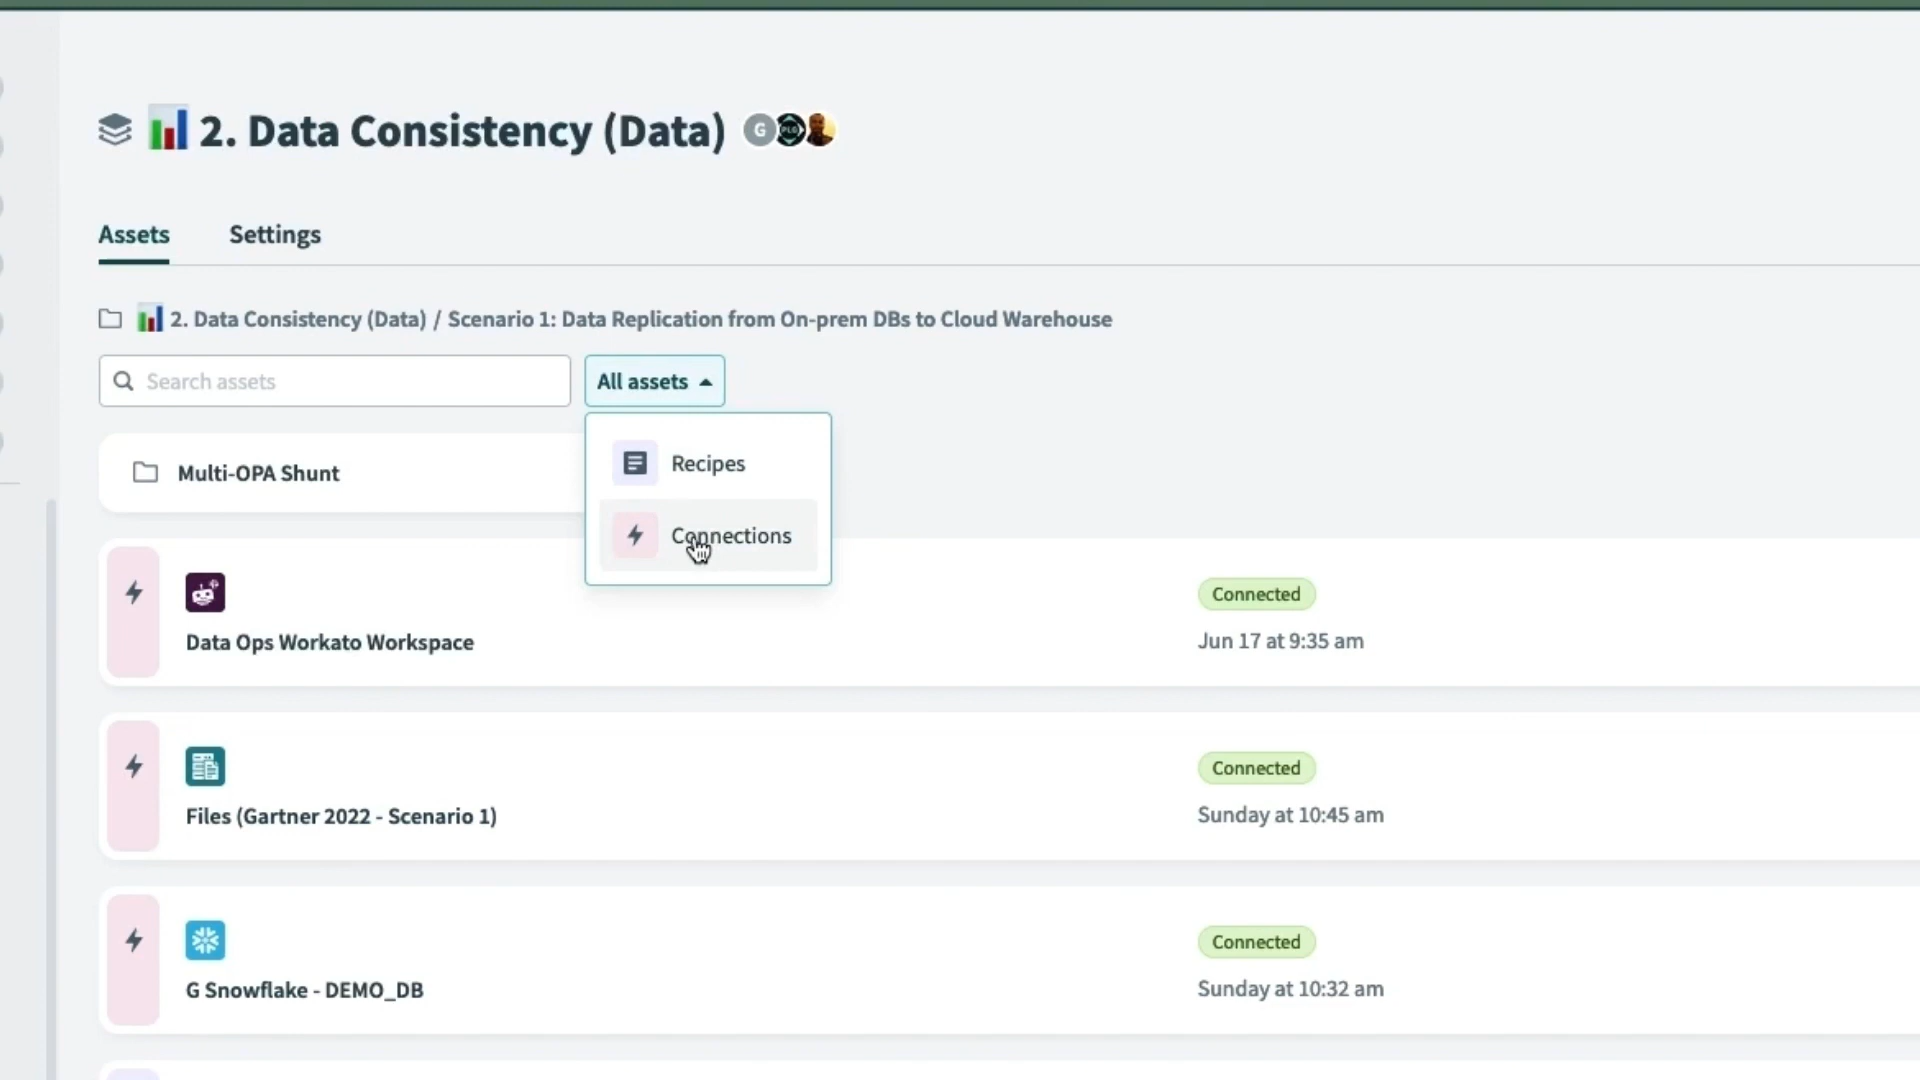 2. Data Consistency (Data)
G
PLG
Assets
Settings
2. Data Consistency (Data) / Scenario 1: Data Replication from On-prem DBs to Cloud Warehouse
Search assets
All assets
Recipes
Connections
Multi-OPA Shunt
Data Ops Workato Workspace
Connected
Jun 17 at 9:35 am
Files (Gartner 2022 - Scenario 1)
Connected
Sunday at 10:45 am
G Snowflake - DEMO_DB
Connected
Sunday at 10:32 am